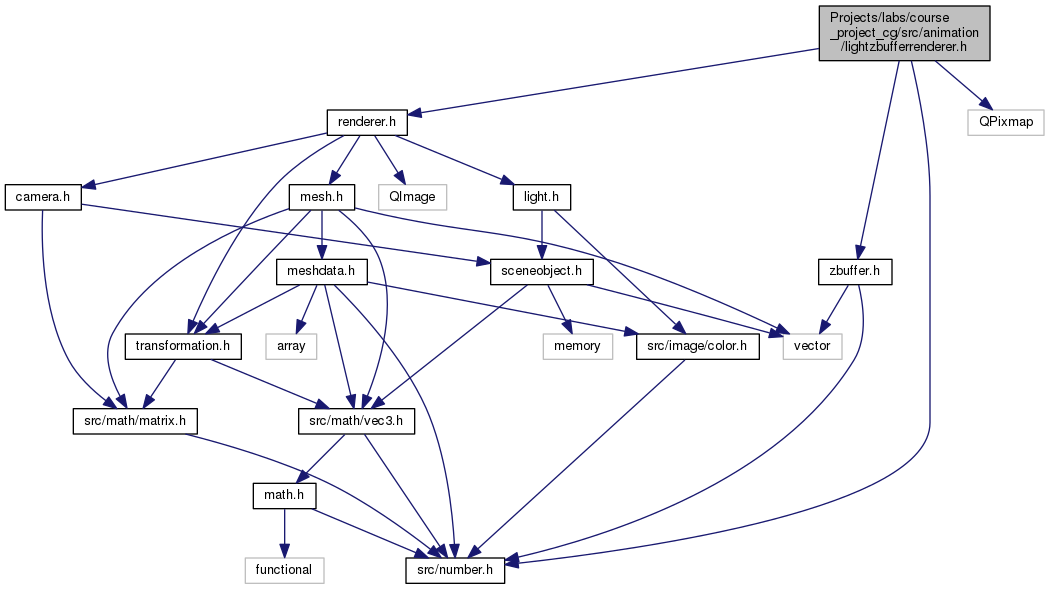 Projects/labs/course
_project_cg/src/animation
/lightzbufferrenderer.h
renderer.h
QPixmap
camera.h
mesh.h
QImage
light.h
meshdata.h
sceneobject.h
zbuffer.h
transformation.h
array
memory
src/image/color.h
vector
src/math/matrix.h
src/math/vec3.h
math.h
functional
src/number.h